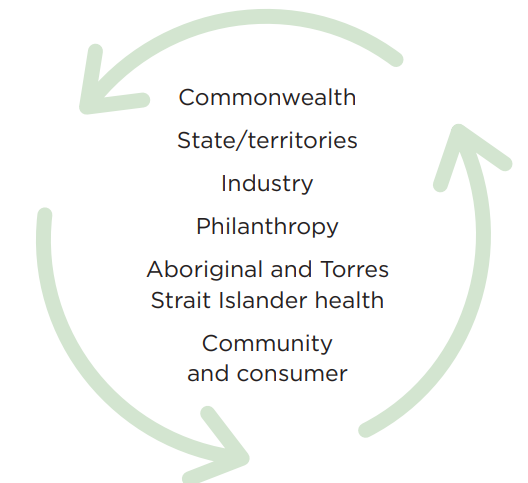 Commonwealth
State/territories
Industry
Philanthropy
Aboriginal and Torres
Strait Islander health
Community
and consumer